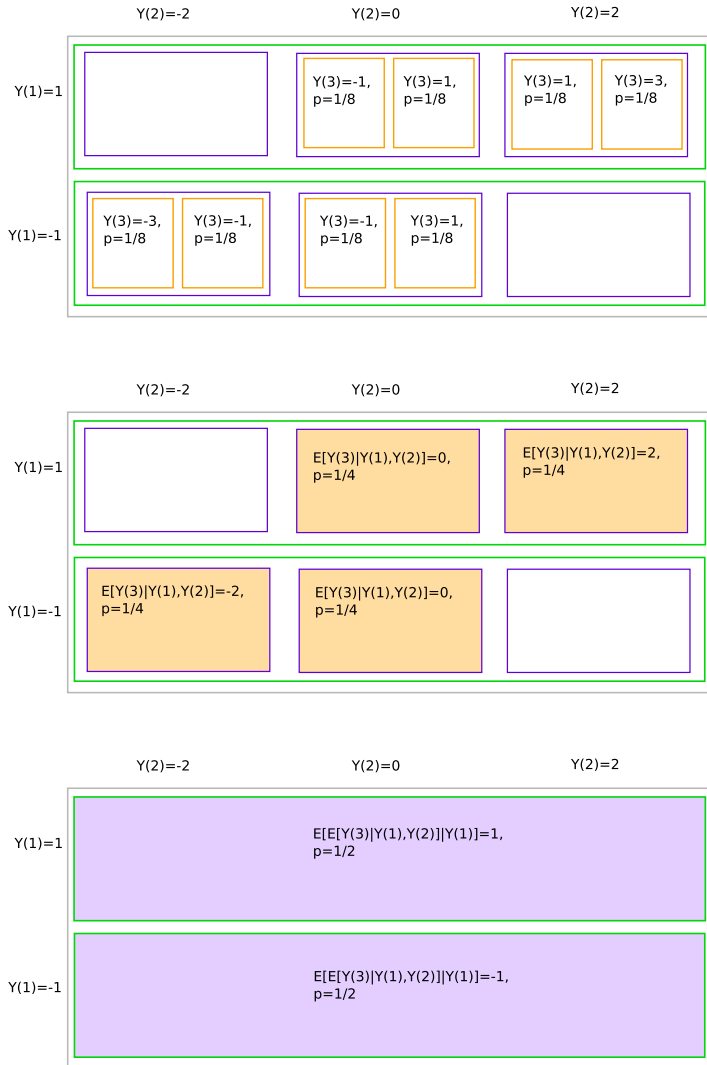 Y(2)=-2
Y(2)=0
Y(2)=2
Y(1)=1
Y(3)=-1,
p=1/8
Y(3)=1,
p=1/8
Y(3)=1,
p=1/8
Y(3)=3,
p=1/8
Y(1)=-1
Y(3)=-3,
p=1/8
Y(3)=-1,
p=1/8
Y(3)=-1,
p=1/8
Y(3)=1,
p=1/8
Y(2)=-2
Y(2)=0
Y(2)=2
Y(1)=1
E[Y(3)|Y(1),Y(2)]=0,
p=1/4
E[Y(3)|Y(1),Y(2)]=2,
p=1/4
Y(1)=-1
E[Y(3)|Y(1),Y(2)]=-2,
p=1/4
E[Y(3)|Y(1),Y(2)]=0,
p=1/4
Y(2)=-2
Y(2)=0
Y(2)=2
Y(1)=1
E[E[Y(3)|Y(1),Y(2)]|Y(1)]=1,
p=1/2
Y(1)=-1
E[E[Y(3)|Y(1),Y(2)]|Y(1)]=-1,
p=1/2